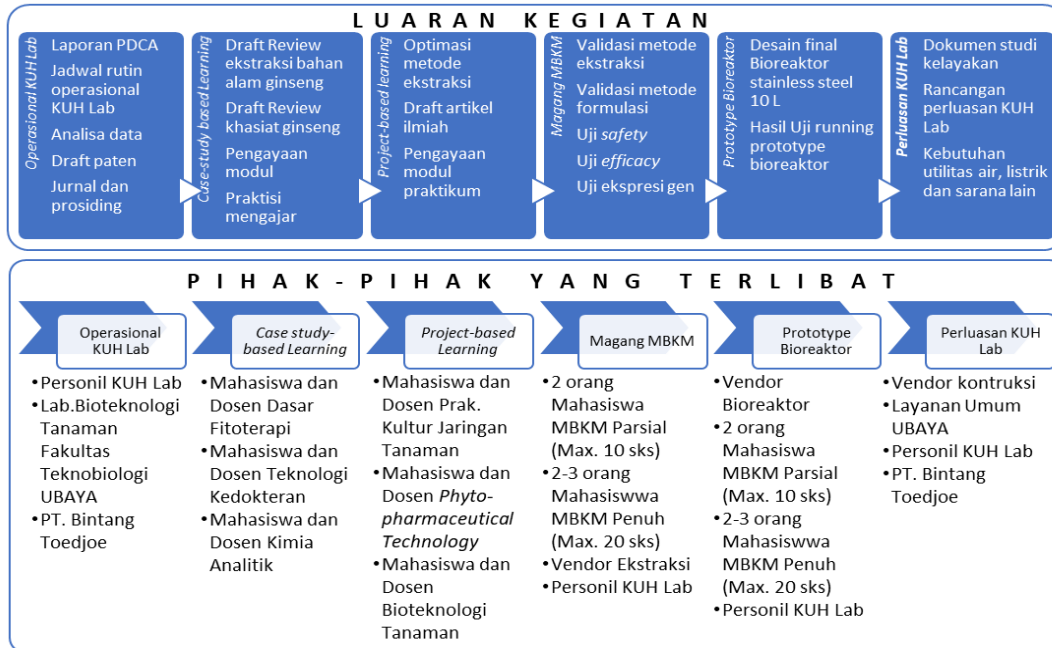 LUARAN KEGIATAN
Operasional KUH Lab
Laporan PDCA
Jadwal rutin
operasional
KUH Lab
Analisa data
Draft paten
Jurnal dan
prosiding
Case-study based Learning
Draft Review
ekstraksi bahan
alam ginseng
Draft Review
khasiat ginseng
Pengayaan
modul
Praktisi
mengajar
Project-based learning
Optimasi
metode
ekstraksi
Draft artikel
ilmiah
Pengayaan
modul
praktikum
Magang MBKM
Validasi metode
ekstraksi
Validasi metode
formulasi
Uji safety
Uji efficacy
Uji ekspresi gen
Prototype Bioreaktor
Desain final
Bioreaktor
stainless steel
10 L
Hasil Uji running
prototype
bioreaktor
Perluasan KUH Lab
Dokumen studi
kelayakan
Rancangan
perluasan KUH
Lab
Kebutuhan
utilitas air, listrik
dan sarana lain
PIHAK-PIHAK YANG TERLIBAT
Operasional
KUH Lab
•Personil KUH Lab
•Lab.Bioteknologi
Tanaman
Fakultas
Teknobiologi
UBAYA
•PT. Bintang
Toedjoe
Case study-
based Learning
•Mahasiswa dan
Dosen Dasar
Fitoterapi
•Mahasiswa dan
Dosen Teknologi
Kedokteran
•Mahasiswa dan
Dosen Kimia
Analitik
Project-based
Learning
•Mahasiswa dan
Dosen Prak.
Kultur Jaringan
Tanaman
•Mahasiswa dan
Dosen Phyto-
pharmaceutical
Technology
•Mahasiswa dan
Dosen
Bioteknologi
Tanaman
Magang MBKM
•2 orang
Mahasiswa
MBKM Parsial
(Max. 10 sks)
•2-3 orang
Mahasiswwa
MBKM Penuh
(Max. 20 sks)
•Vendor Ekstraksi
•Personil KUH Lab
Prototype
Bioreaktor
•Vendor
Bioreaktor
•2 orang
Mahasiswa
MBKM Parsial
(Max. 10 sks)
•2-3 orang
Mahasiswwa
MBKM Penuh
(Max. 20 sks)
•Personil KUH Lab
Perluasan KUH
Lab
•Vendor kontruksi
•Layanan Umum
UBAYA
•Personil KUH Lab
•PT. Bintang
Toedjoe